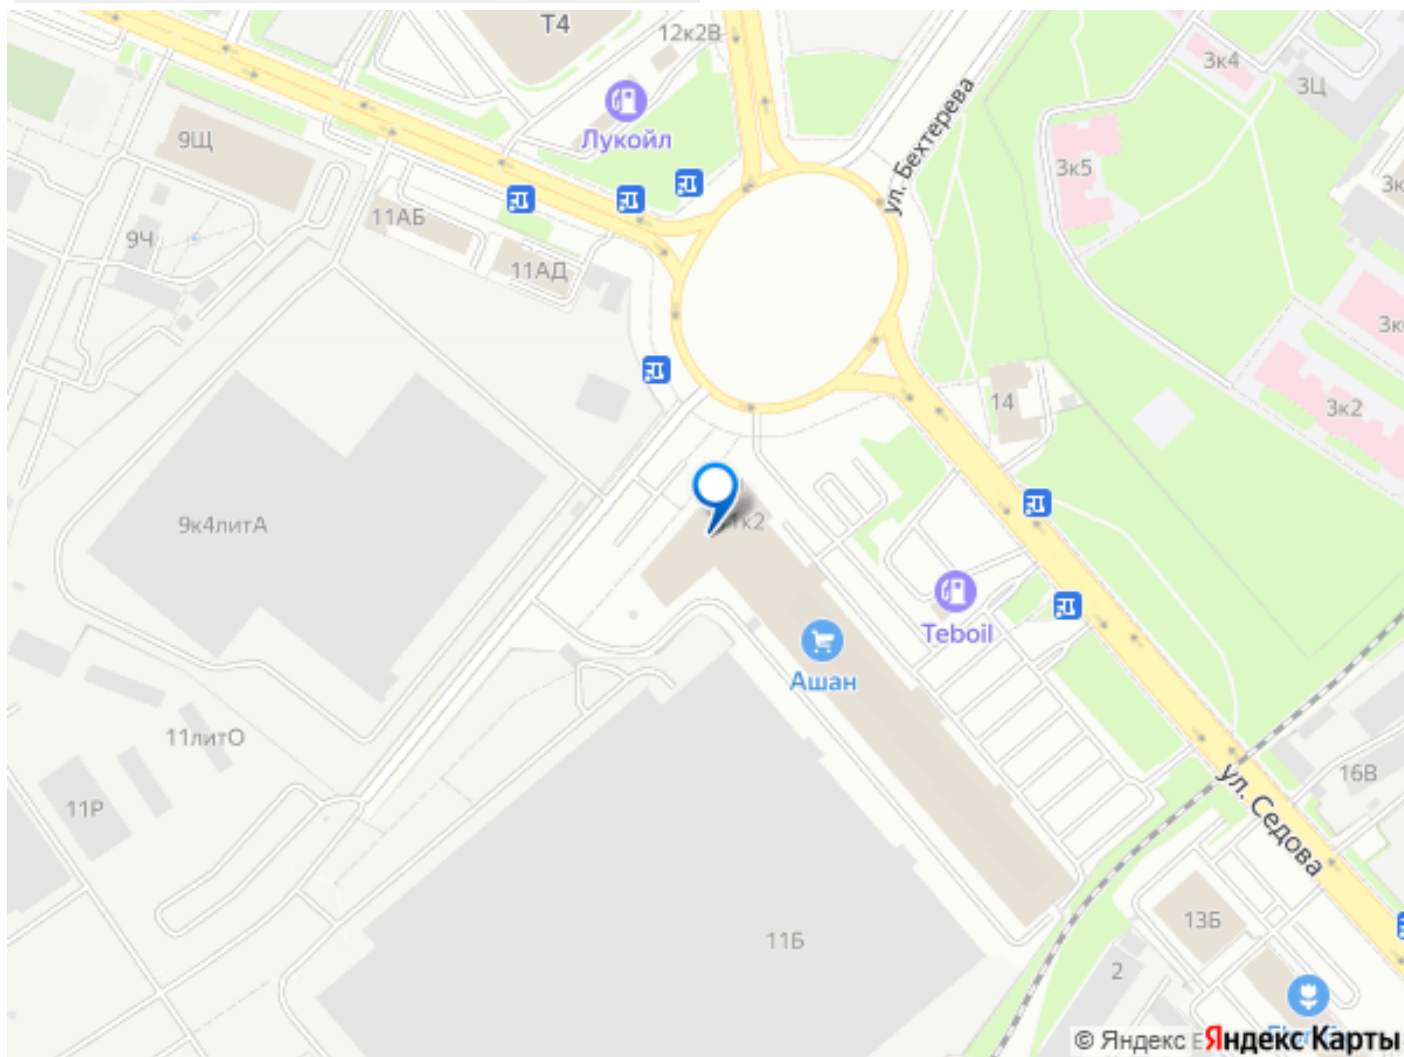 Т4
12к2В
3к4
3Ц
Лукойл
9Щ
ул. Бехтерева
3к5
11АБ
9Ч
11АД
14
3к2
9к4литА
Teboil
Ашан
11литО
11Р
16В
ул. Седова
13Б
11Б
2
© Яндекс
Яндекс Карты